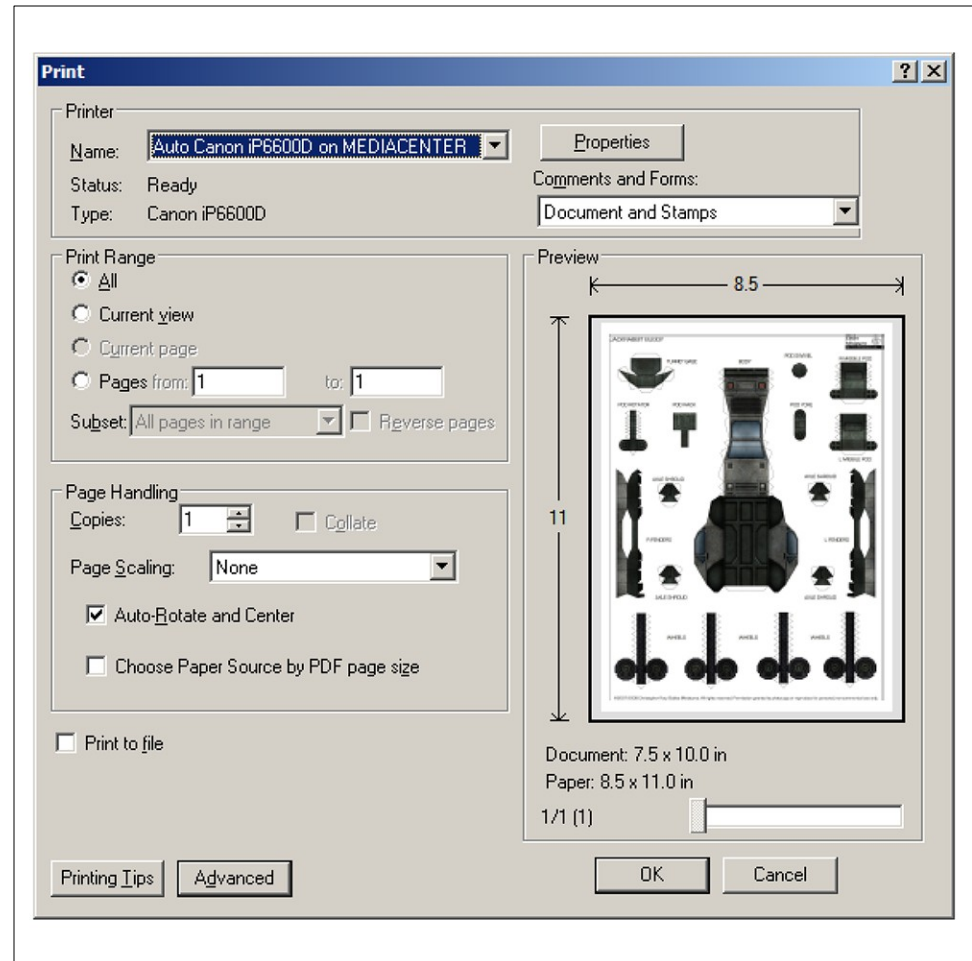 Print
Printer
Name: Auto Canon iP6600D on MEDIACENTER
Properties
Status: Ready
Comments and Forms:
Type: Canon iP6600D
Document and Stamps
Print Range
All
Current view
Current page
Pages from: 1 to: 1
Subset: All pages in range Reverse pages
Page Handling
Copies: 1 Collate
Page Scaling: None
Auto-Rotate and Center
Choose Paper Source by PDF page size
Print to file
Preview
8.5
11
BODY
WHEELS WHEELS WHEELS
Document: 7.5 x 10.0 in
Paper: 8.5 x 11.0 in
1/1 (1)
Printing Tips
Advanced
OK
Cancel